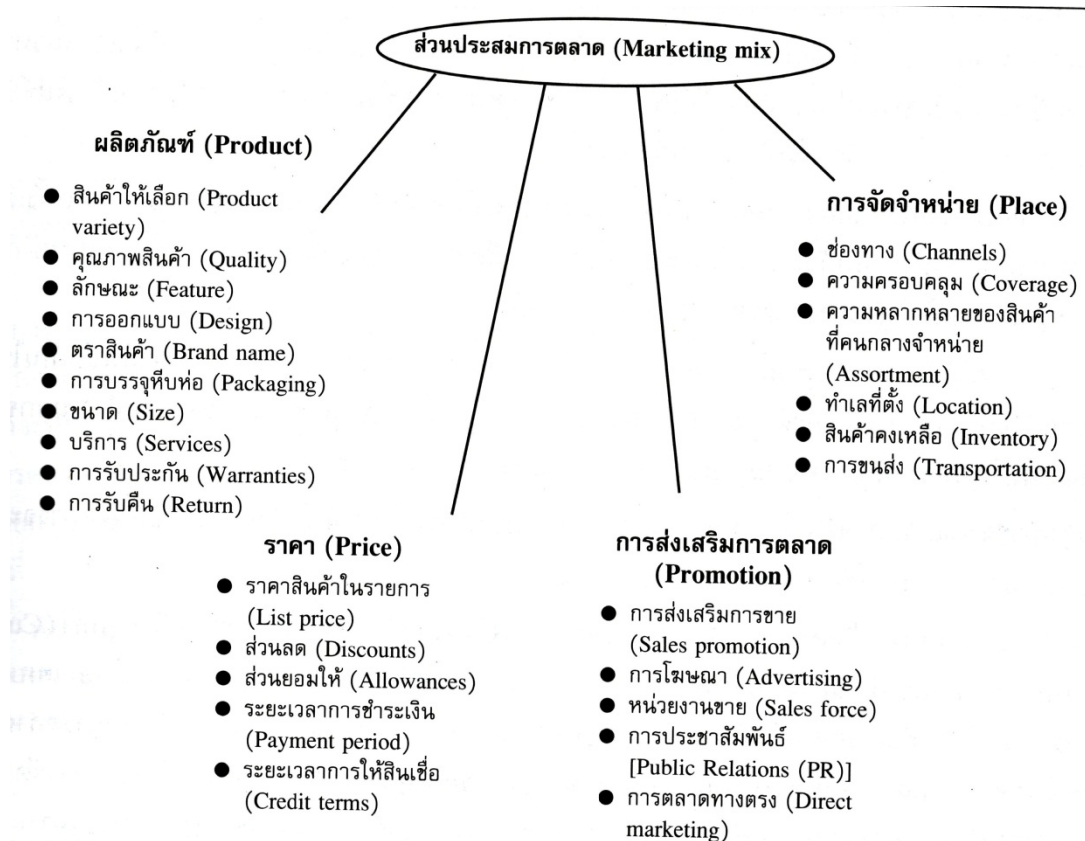 ส่วนประสมการตลาด (Marketing mix)
ผลิตภัณฑ์ (Product)
● สินค้าให้เลือก (Product
variety)
● คุณภาพสินค้า (Quality)
● ลักษณะ (Feature)
● การออกแบบ (Design)
● ตราสินค้า (Brand name)
● การบรรจุหีบห่อ (Packaging)
● ขนาด (Size)
● บริการ (Services)
● การรับประกัน (Warranties)
● การรับคืน (Return)
ราคา (Price)
● ราคาสินค้าในรายการ
(List price)
● ส่วนลด (Discounts)
● ส่วนยอมให้ (Allowances)
● ระยะเวลาการชำระเงิน
(Payment period)
● ระยะเวลาการให้สินเชื่อ
(Credit terms)
การส่งเสริมการตลาด
(Promotion)
● การส่งเสริมการขาย
(Sales promotion)
● การโฆษณา (Advertising)
● หน่วยงานขาย (Sales force)
● การประชาสัมพันธ์
[Public Relations (PR)]
● การตลาดทางตรง (Direct
marketing)
การจัดจำหน่าย (Place)
● ช่องทาง (Channels)
● ความครอบคลุม (Coverage)
● ความหลากหลายของสินค้า
ที่คนกลางจำหน่าย
(Assortment)
● ทำเลที่ตั้ง (Location)
● สินค้าคงเหลือ (Inventory)
● การขนส่ง (Transportation)